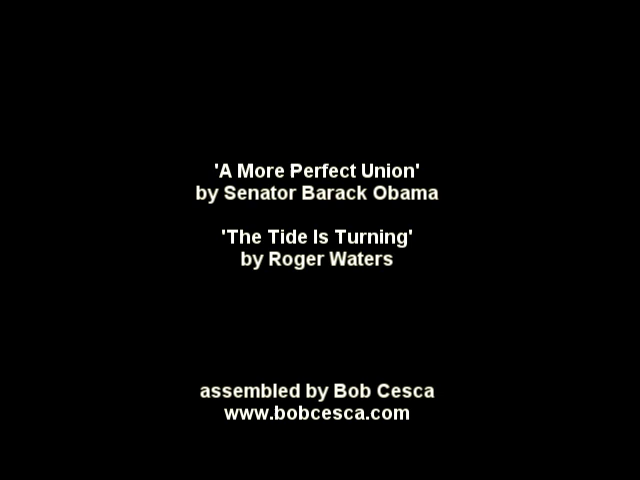 'A More Perfect Union'
by Senator Barack Obama
'The Tide Is Turning'
by Roger Waters
assembled by Bob Cesca
www.bobcesca.com